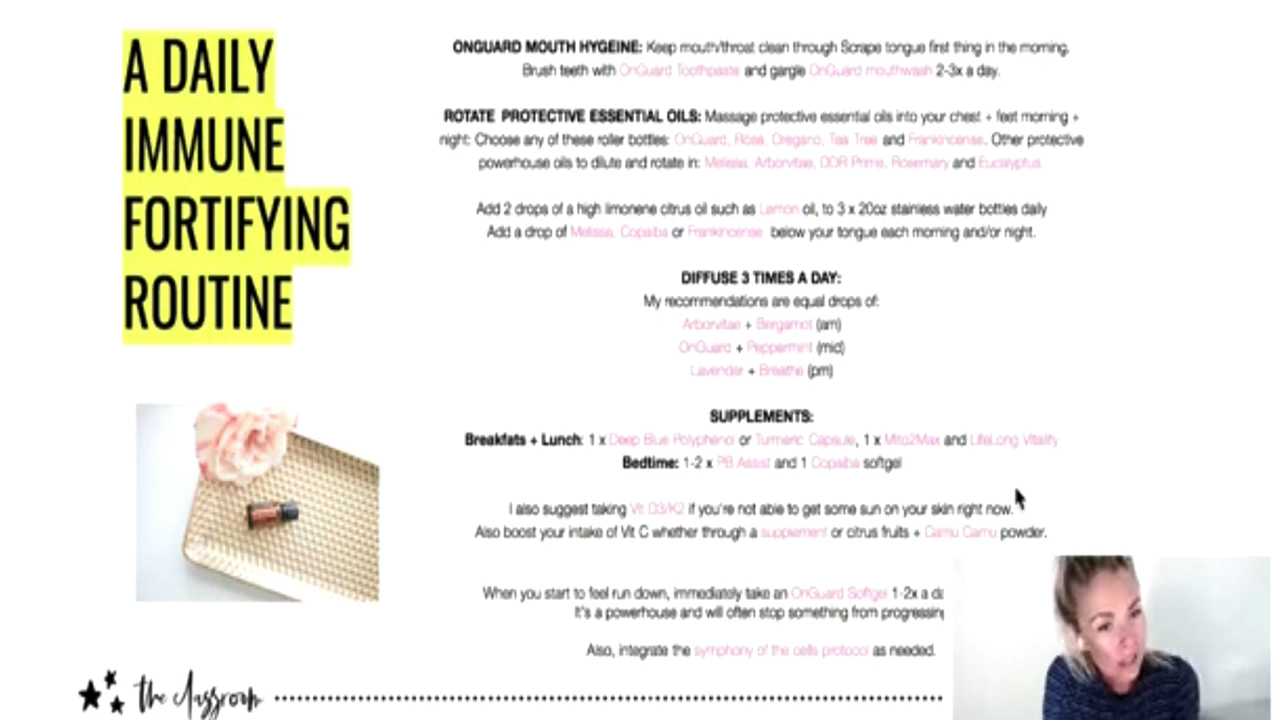 A DAILY
IMMUNE
FORTIFYING
ROUTINE
ONGUARD MOUTH HYGEINE: Keep mouth/throat clean through Scrape tongue first thing in the morning.
Brush teeth with OnGuard Toothpaste and gargle OnGuard mouthwash 2-3x a day.
ROTATE PROTECTIVE ESSENTIAL OILS: Massage protective essential oils into your chest + feet morning +
night: Choose any of these roller bottles: OnGuard, Rose, Oregano, Tea Tree and Frankincense. Other protective
powerhouse oils to dilute and rotate in: Melissa, Arborvitae, DDR Prime, Rosemary and Eucalyptus
Add 2 drops of a high limonene citrus oil such as Lemon oil, to 3 x 20oz stainless water bottles daily
Add a drop of Melissa, Copaiba or Frankincense below your tongue each morning and/or night.
DIFFUSE 3 TIMES A DAY:
My recommendations are equal drops of:
Arborvitae + Bergamot (am)
OnGuard + Peppermint (mid)
Lavender + Breathe (pm)
SUPPLEMENTS:
Breakfats + Lunch: 1 x Deep Blue Polyphenol or Turmeric Capsule, 1 x Mito2Max and LifeLong Vitality
Bedtime: 1-2 x PB Assist and 1 Copaiba softgel
I also suggest taking Vit D3/K2 if you're not able to get some sun on your skin right now.
Also boost your intake of Vit C whether through a supplement or citrus fruits + Camu Camu powder.
When you start to feel run down, immediately take an OnGuard Softgel 1-2x a da
It's a powerhouse and will often stop something from progressing
Also, integrate the symphony of the cells protocol as needed.
the classroom